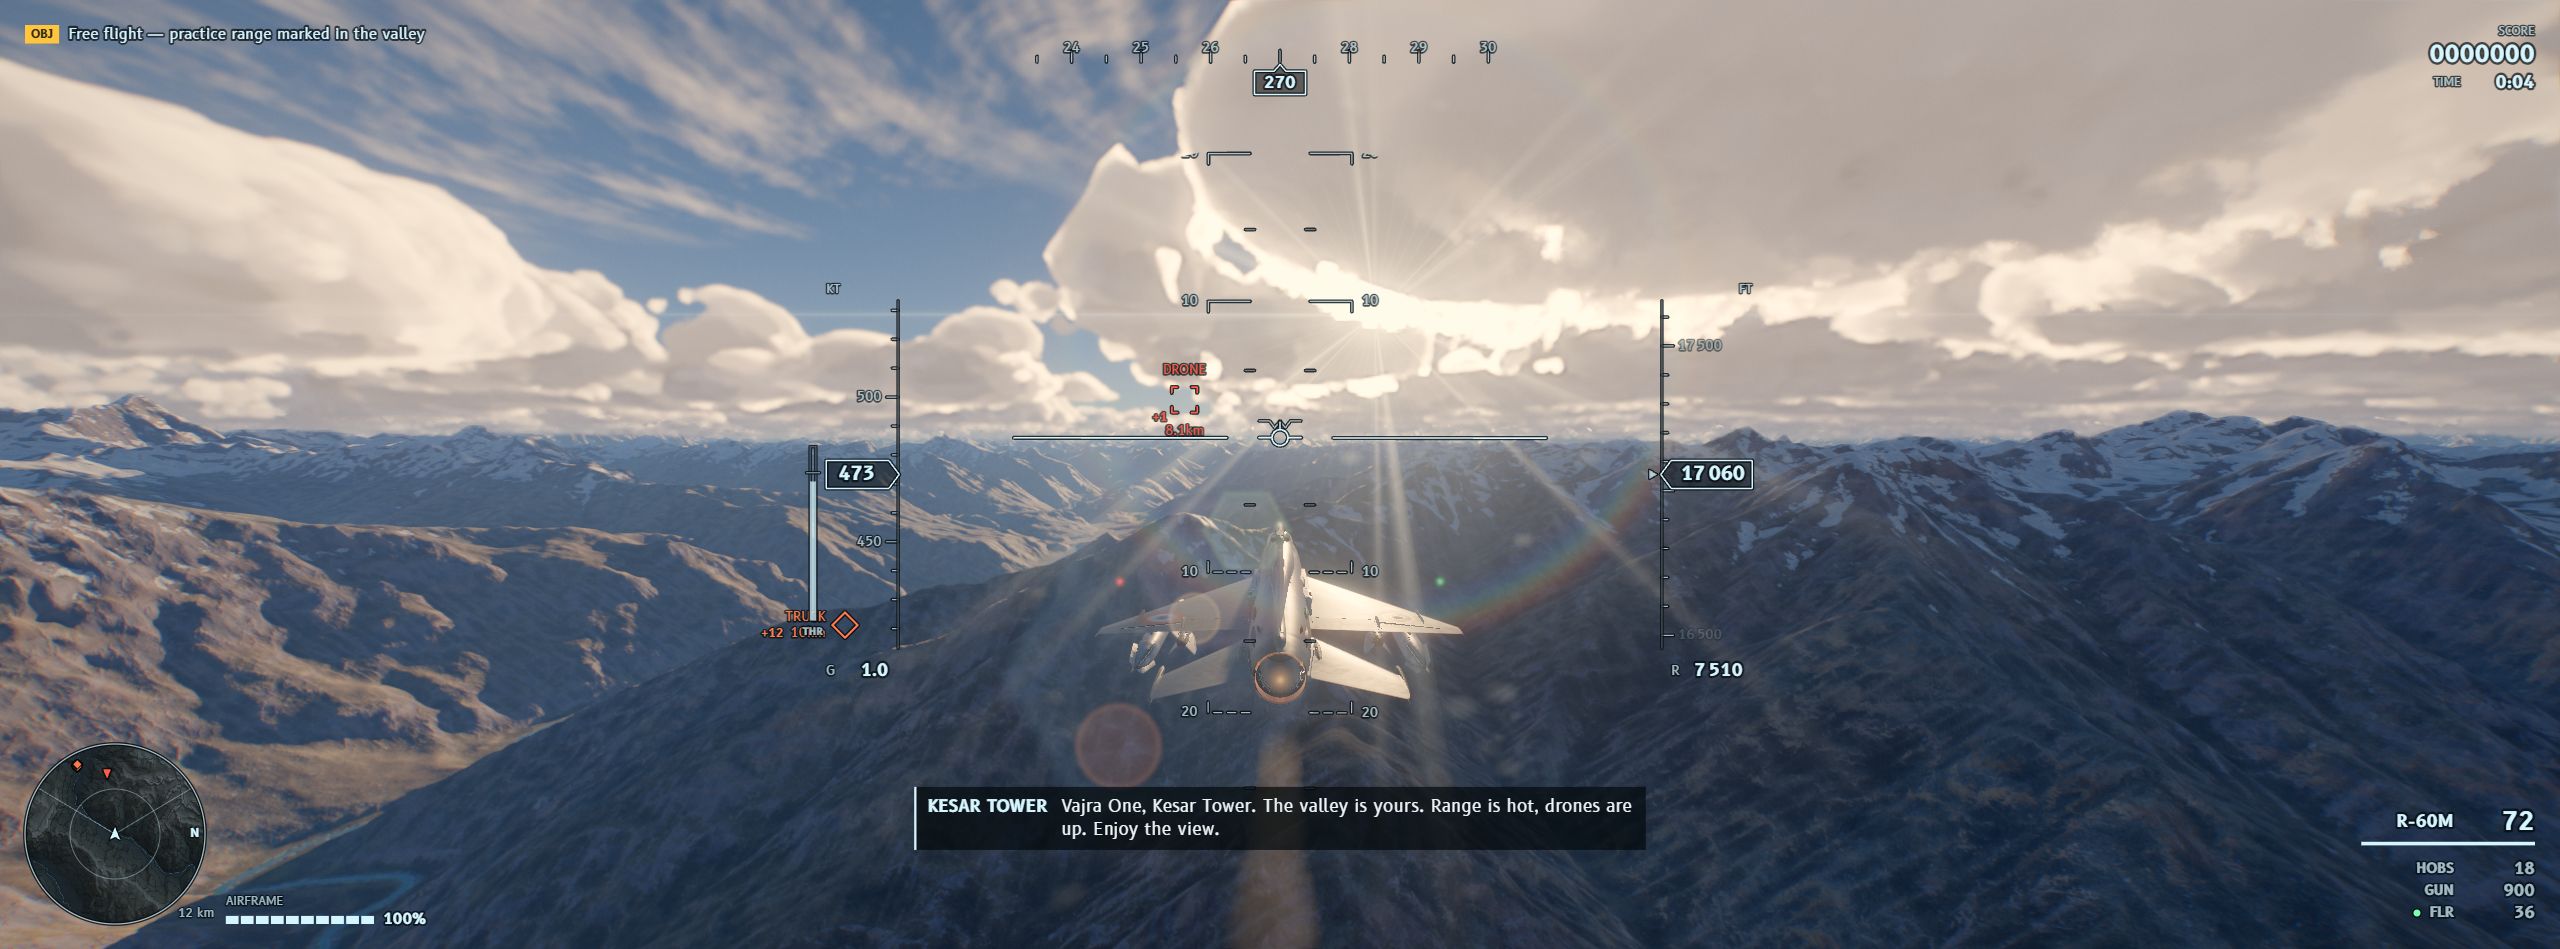 OBJ Free flight — practice range marked in the valley
24 25 26 28 29 30
270
SCORE
0000000
TIME 0:04
KT
FT
10 10
17 500
DRONE
500
+1
8.1km
473
17 060
450
10 10
TRUCK
+12
THR
16 500
G 1.0
R 7 510
20 20
KESAR TOWER Vajra One, Kesar Tower. The valley is yours. Range is hot, drones are
up. Enjoy the view.
N
12 km
AIRFRAME
100%
R-60M 72
HOBS 18
GUN 900
FLR 36